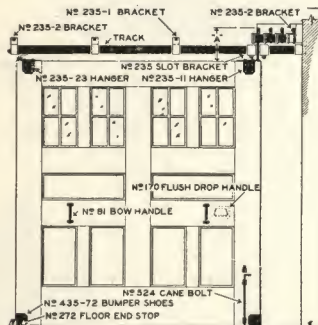 Nº 235-1 BRACKET
Nº 235-2 BRACKET
Nº 235-2 BRACKET
TRACK
Nº 235 SLOT BRACKET
Nº 235-23 HANGER
Nº 235-11 HANGER
Nº 170 FLUSH DROP HANDLE
Nº 81 BOW HANDLE
Nº 524 CANE BOLT
Nº 435-72 BUMPER SHOES
Nº 272 FLOOR END STOP